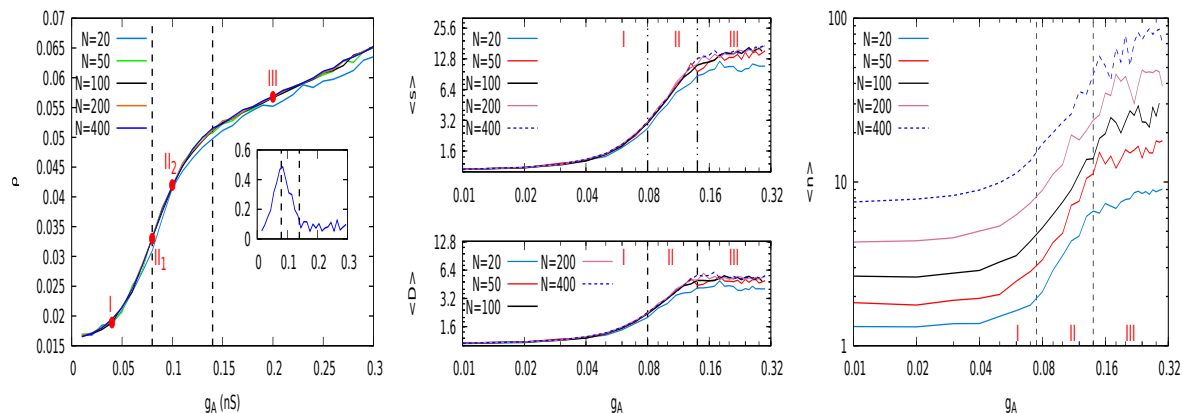 0.07
0.065
0.06
0.055
0.05
0.045
0.04
0.035
0.03
0.025
0.02
0.015
N=20
N=50
N=100
N=200
N=400
I
II1
II2
III
0.6
0.4
0.2
0
0 0.1 0.2 0.3
0 0.05 0.1 0.15 0.2 0.25 0.3
gA (nS)
25.6
12.8
6.4
3.2
1.6
<s>
I II III
N=20
N=50
N=100
N=200
N=400
0.01 0.02 0.04 0.08 0.16 0.32
12.8
6.4
3.2
1.6
<D>
I II III
N=20 N=200
N=50 N=400
N=100
0.01 0.02 0.04 0.08 0.16 0.32
gA
100
10
1
<n>
N=20
N=50
N=100
N=200
N=400
I II III
0.01 0.02 0.04 0.08 0.16 0.32
gA